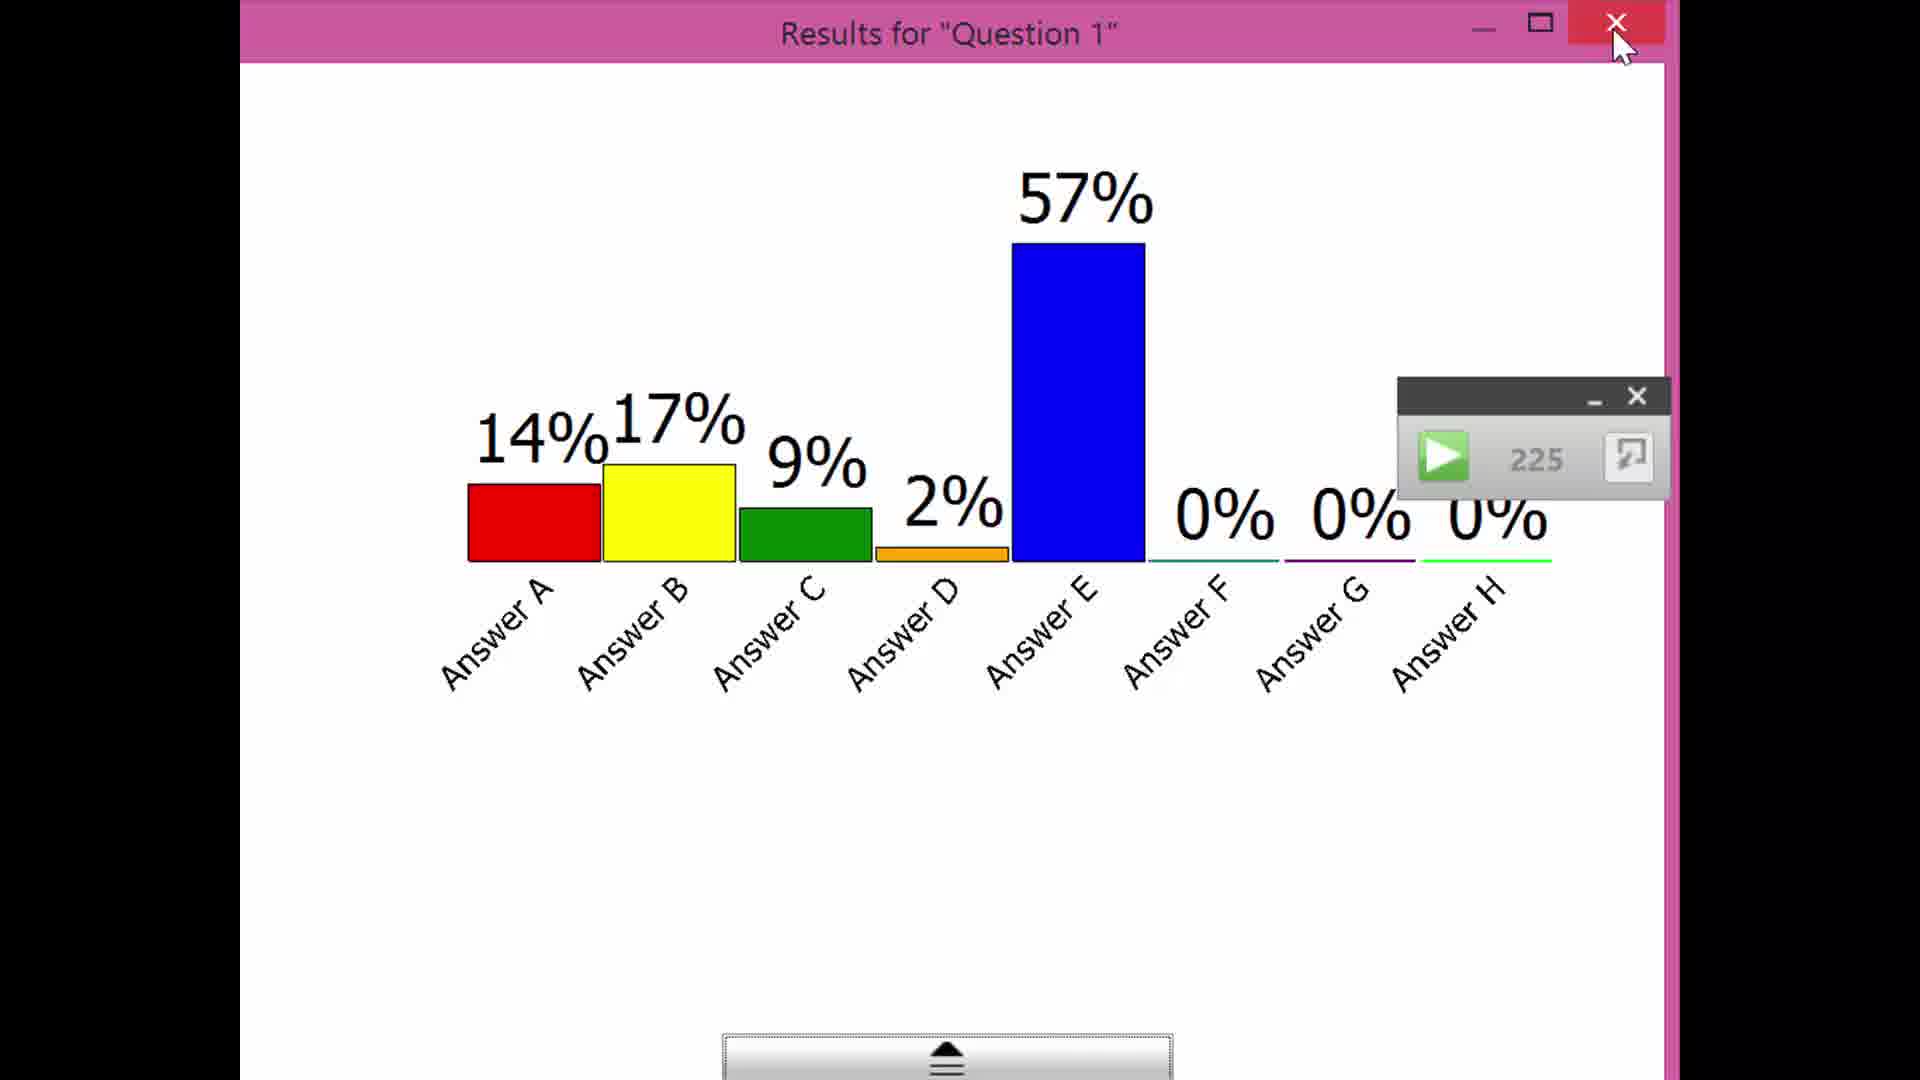 Results for "Question 1"
57%
14%
17%
9%
2%
0%
0%
0%
225
Answer A
Answer B
Answer C
Answer D
Answer E
Answer F
Answer G
Answer H